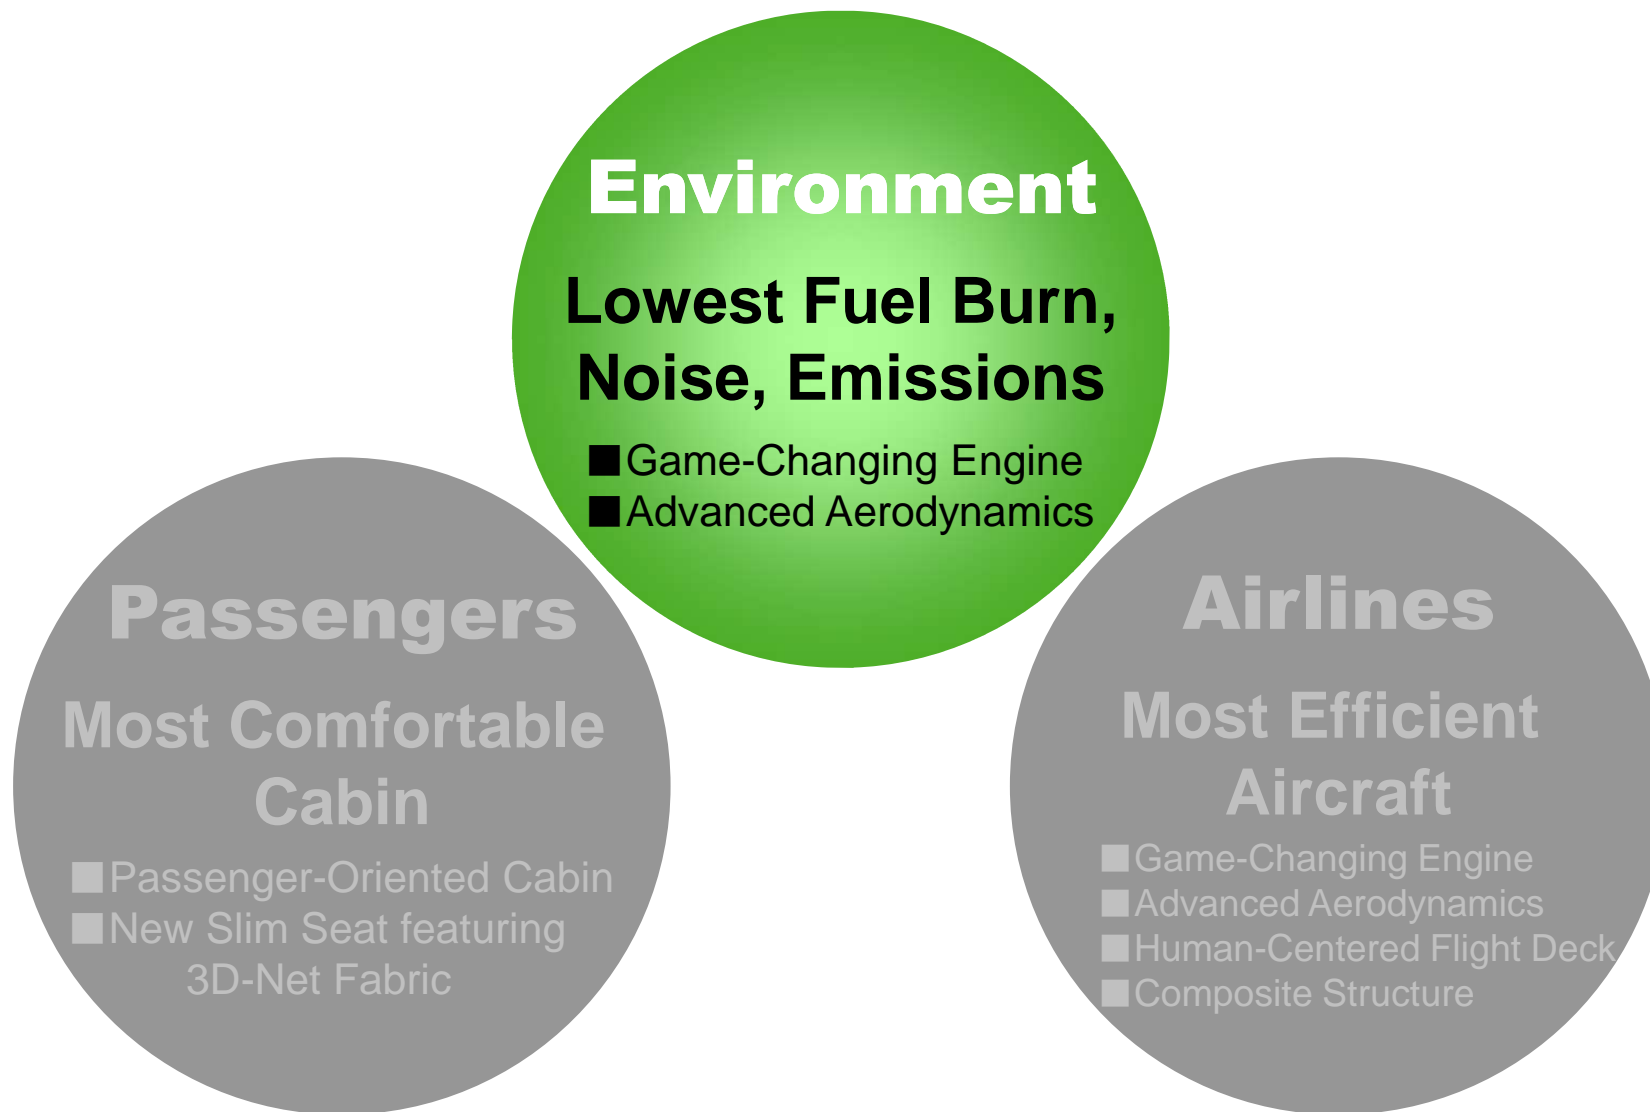 Environment
Lowest Fuel Burn,
Noise, Emissions
■Game-Changing Engine
■Advanced Aerodynamics
Passengers
Most Comfortable
Cabin
■Passenger-Oriented Cabin
■New Slim Seat featuring
3D-Net Fabric
Airlines
Most Efficient
Aircraft
■Game-Changing Engine
■Advanced Aerodynamics
■Human-Centered Flight Deck
■Composite Structure